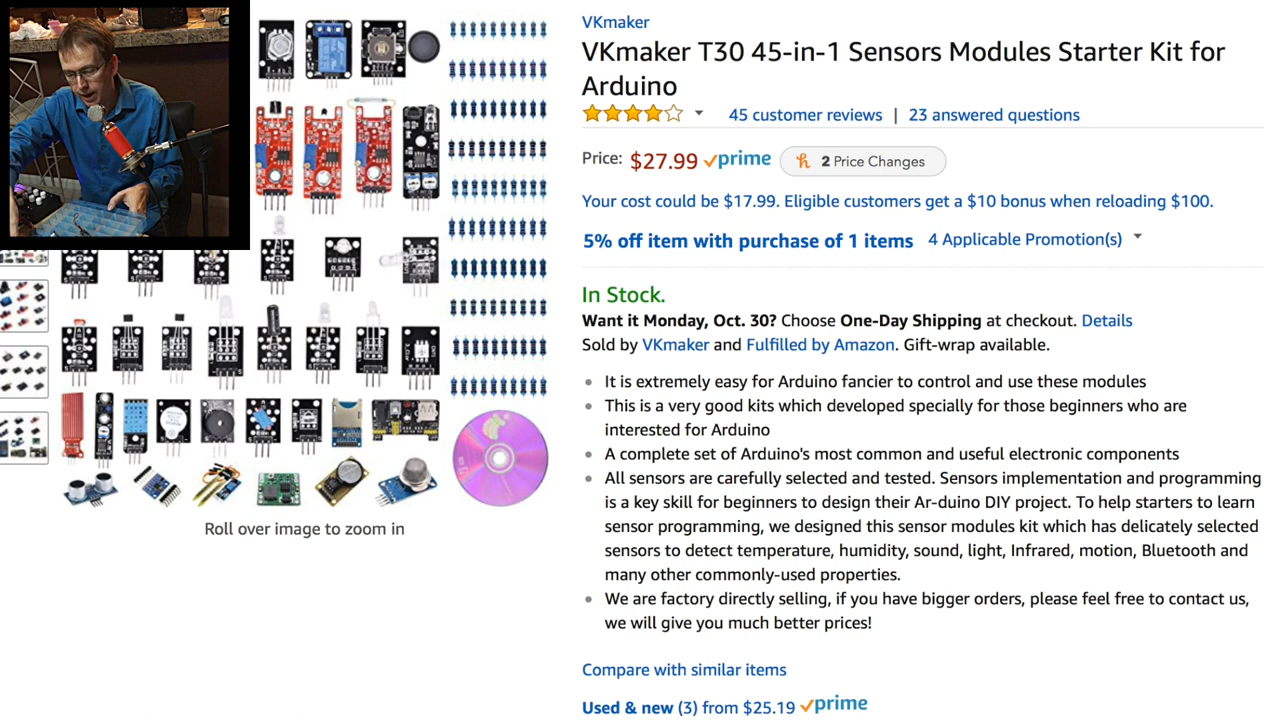 VKmaker
VKmaker T30 45-in-1 Sensors Modules Starter Kit for
Arduino
45 customer reviews | 23 answered questions
Price: $27.99 prime 2 Price Changes
Your cost could be $17.99. Eligible customers get a $10 bonus when reloading $100.
5% off item with purchase of 1 items 4 Applicable Promotion(s)
In Stock.
Want it Monday, Oct. 30? Choose One-Day Shipping at checkout. Details
Sold by VKmaker and Fulfilled by Amazon. Gift-wrap available.
It is extremely easy for Arduino fancier to control and use these modules
This is a very good kits which developed specially for those beginners who are
interested for Arduino
A complete set of Arduino's most common and useful electronic components
All sensors are carefully selected and tested. Sensors implementation and programming
is a key skill for beginners to design their Ar-duino DIY project. To help starters to learn
sensor programming, we designed this sensor modules kit which has delicately selected
sensors to detect temperature, humidity, sound, light, Infrared, motion, Bluetooth and
many other commonly-used properties.
We are factory directly selling, if you have bigger orders, please feel free to contact us,
we will give you much better prices!
Compare with similar items
Used & new (3) from $25.19 prime
Roll over image to zoom in